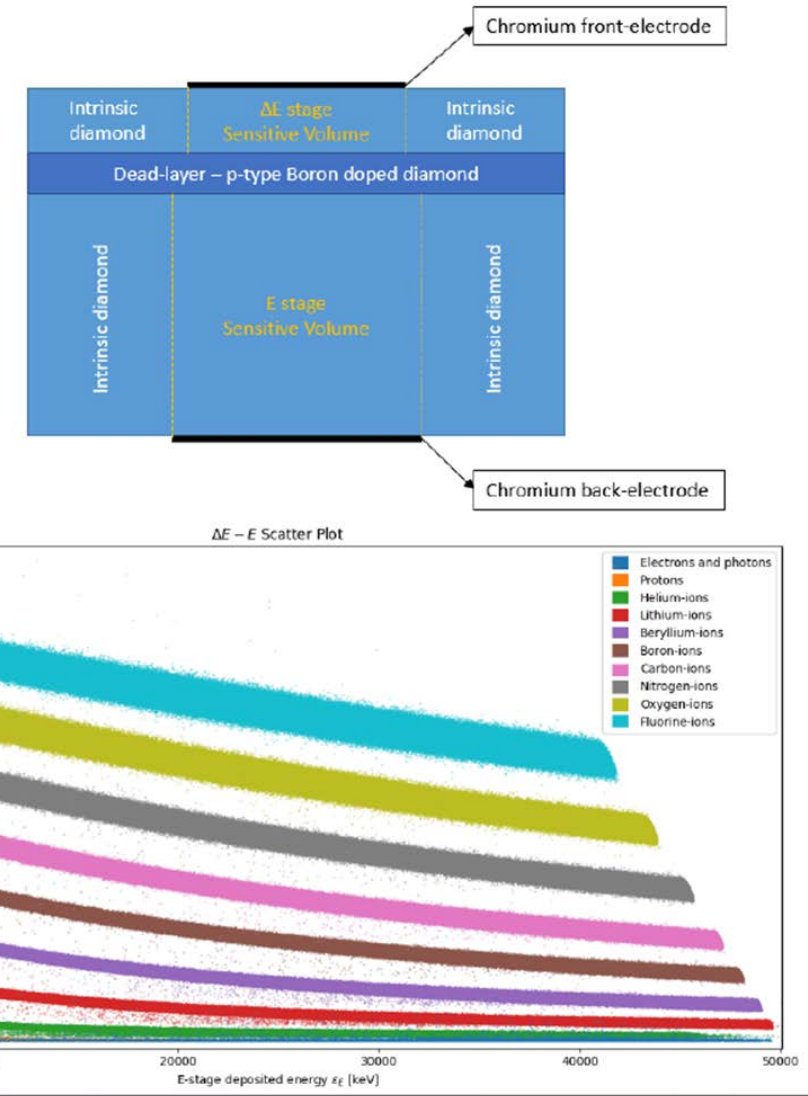 Chromium front-electrode
Intrinsic
diamond
ΔE stage
Sensitive Volume
Intrinsic
diamond
Dead-layer – p-type Boron doped diamond
Intrinsic diamond
E stage
Sensitive Volume
Intrinsic diamond
Chromium back-electrode
ΔE − E Scatter Plot
Electrons and photons
Protons
Helium-ions
Lithium-ions
Beryllium-ions
Boron-ions
Carbon-ions
Nitrogen-ions
Oxygen-ions
Fluorine-ions
20000 30000 40000 50000
E-stage deposited energy ε_E [keV]